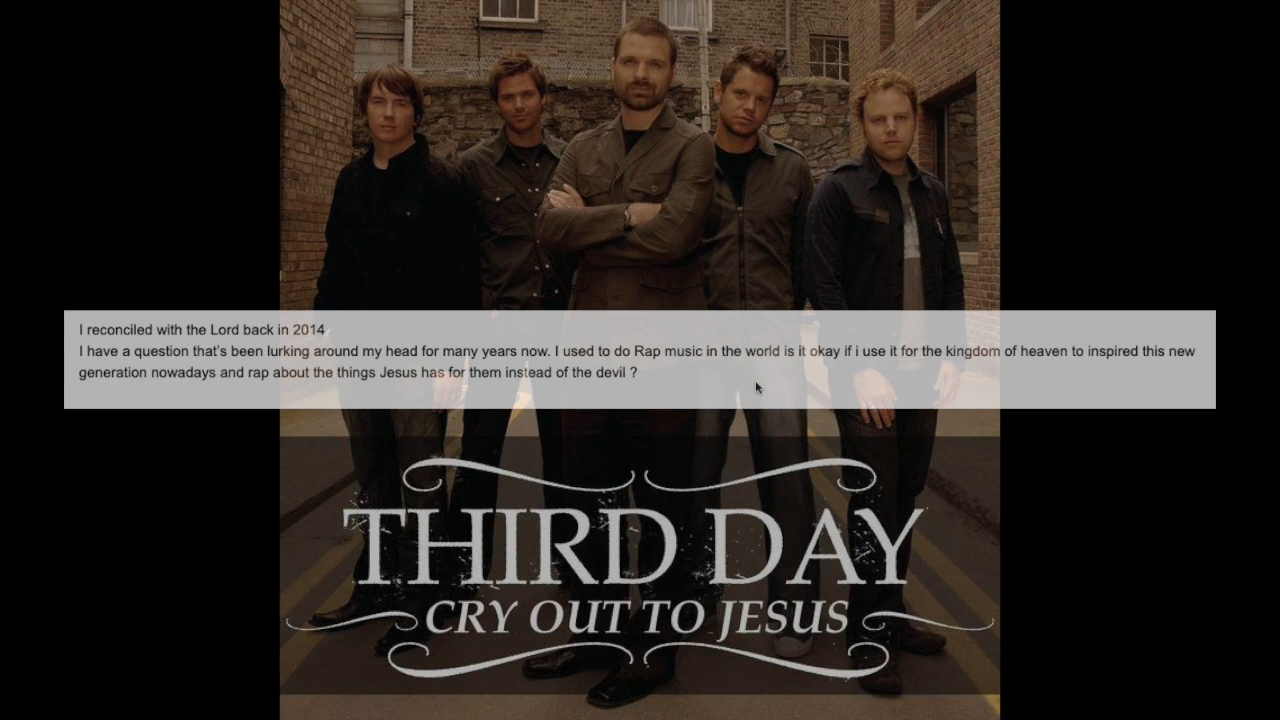 I reconciled with the Lord back in 2014
I have a question that's been lurking around my head for many years now. I used to do Rap music in the world is it okay if i use it for the kingdom of heaven to inspired this new
generation nowadays and rap about the things Jesus has for them instead of the devil ?
THIRD DAY
CRY OUT TO JESUS